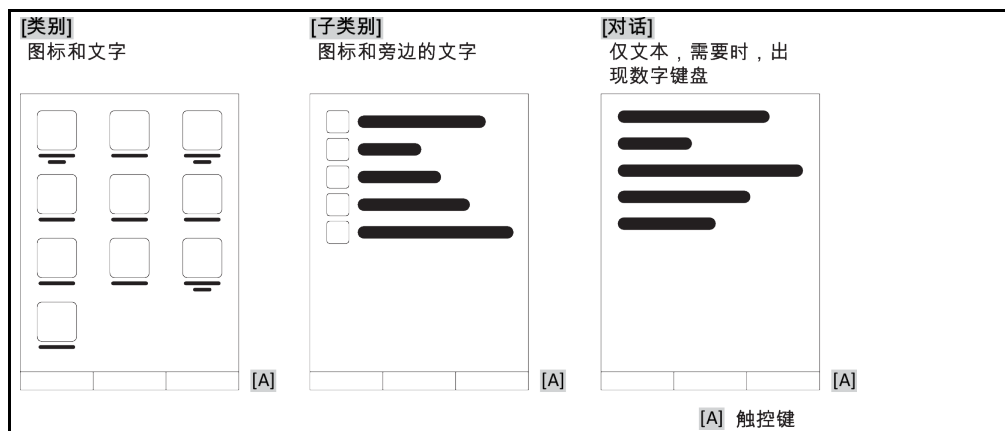 [类别]
图标和文字
[子类别]
图标和旁边的文字
[对话]
仅文本，需要时，出
现数字键盘
[A]
[A]
[A]
[A] 触控键